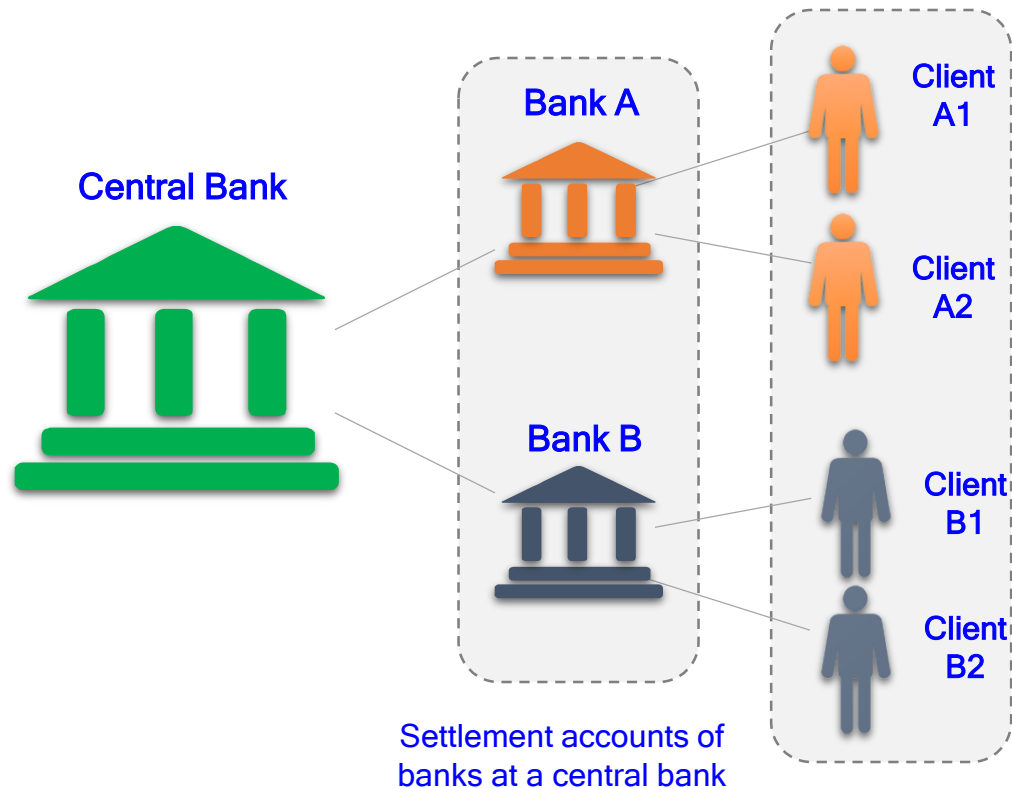 Central Bank
Bank A
Client
A1
Client
A2
Bank B
Client
B1
Client
B2
Settlement accounts of
banks at a central bank